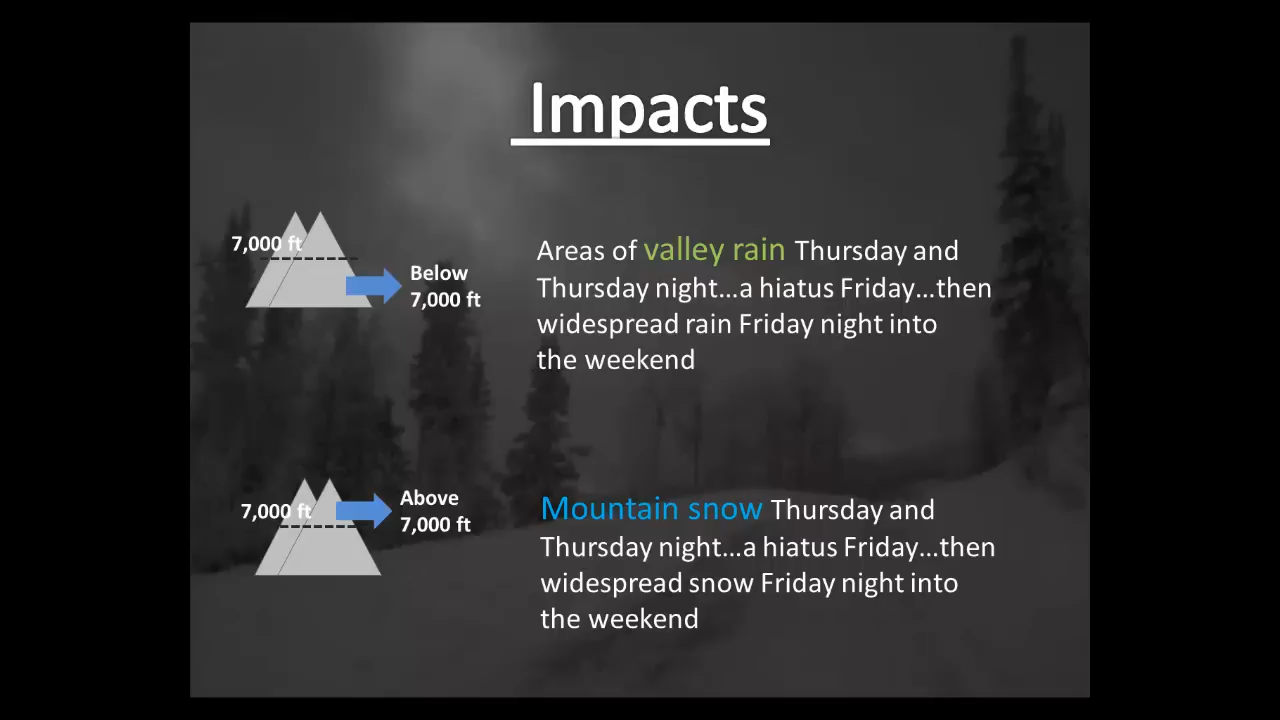 Impacts
7,000 ft
Below
7,000 ft
Areas of valley rain Thursday and
Thursday night...a hiatus Friday...then
widespread rain Friday night into
the weekend
7,000 ft
Above
7,000 ft
Mountain snow Thursday and
Thursday night...a hiatus Friday...then
widespread snow Friday night into
the weekend